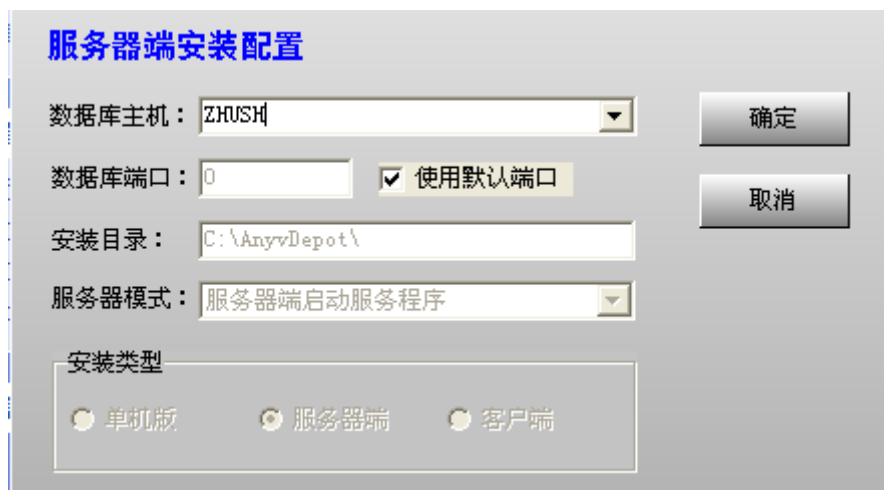 服务器端安装配置
数据库主机： ZHUSH 确定
数据库端口： 0 使用默认端口
取消
安装目录： C:\AnyvDepot\
服务器模式： 服务器端启动服务程序
安装类型
单机版 服务器端 客户端